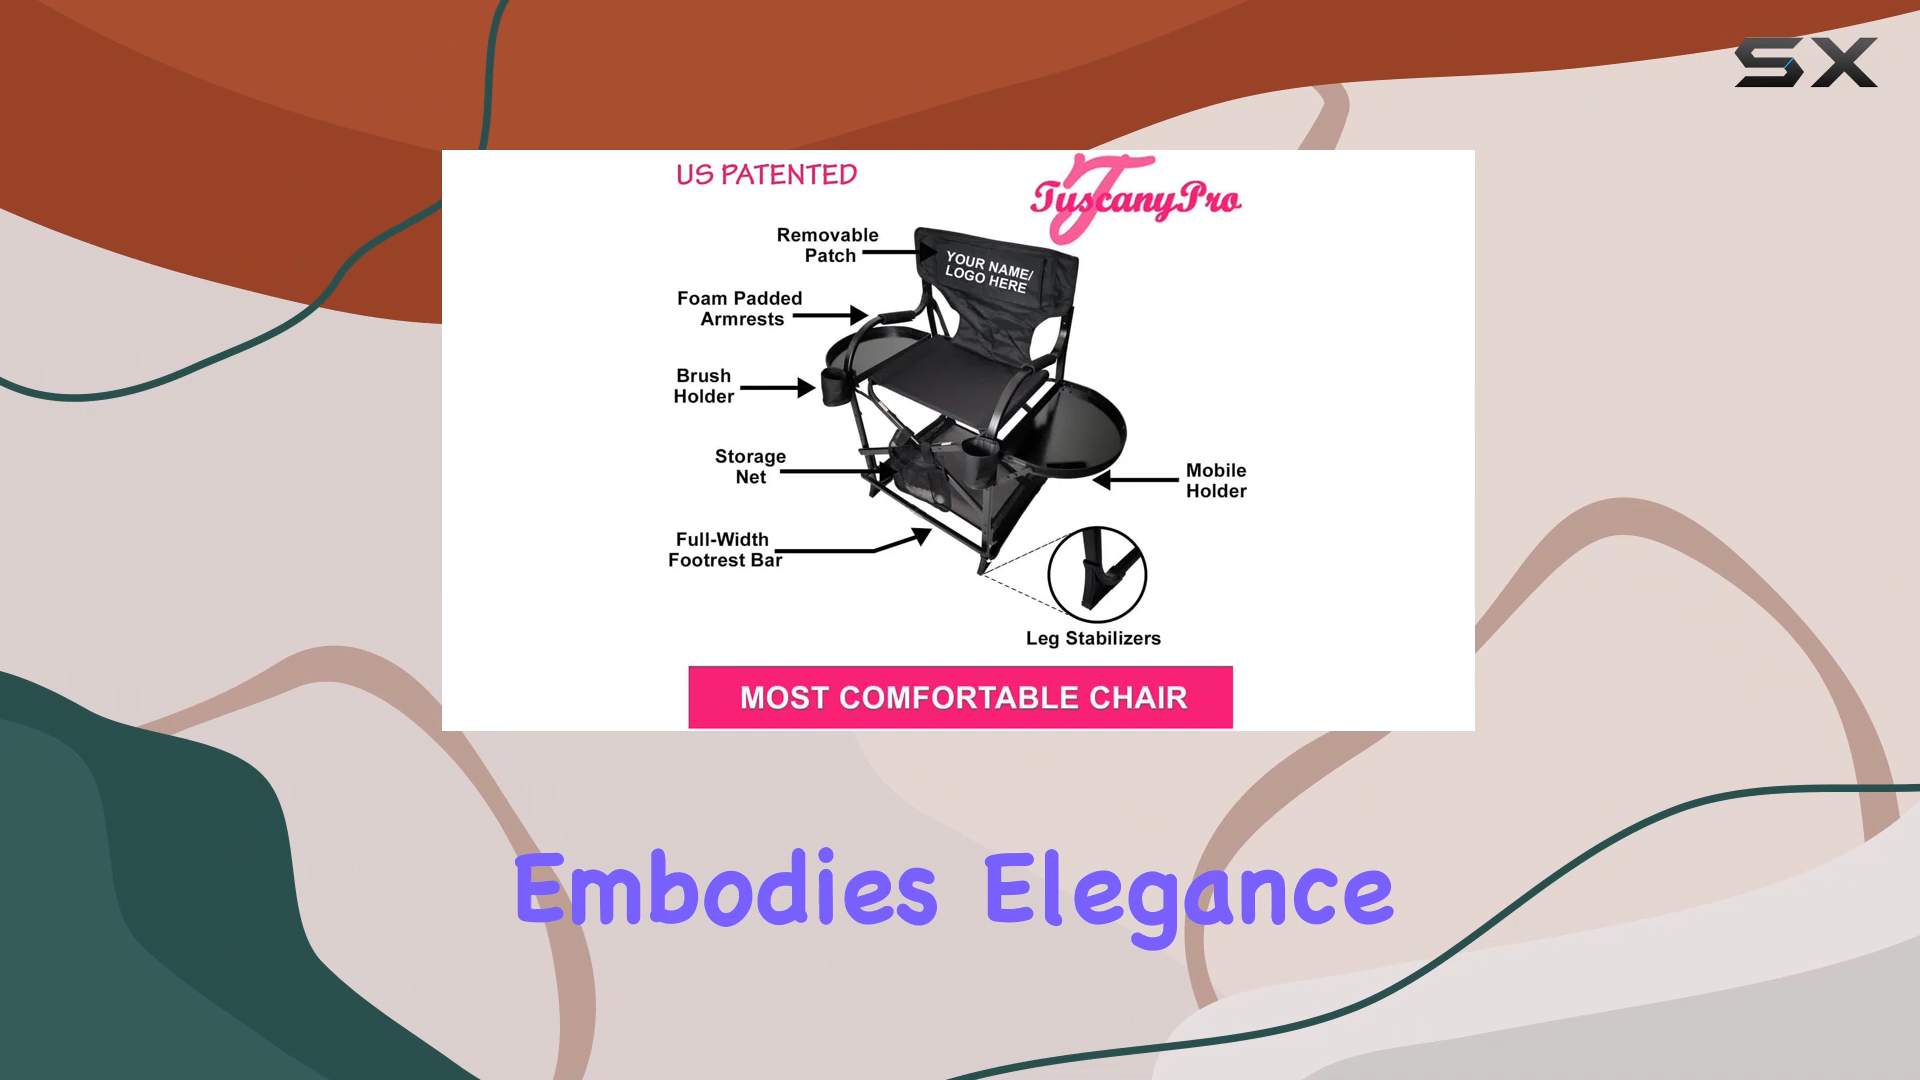 SX
US PATENTED
TuscanyPro
Removable
Patch
YOUR NAME/
LOGO HERE
Foam Padded
Armrests
Brush
Holder
Storage
Net
Mobile
Holder
Full-Width
Footrest Bar
Leg Stabilizers
MOST COMFORTABLE CHAIR
Embodies Elegance